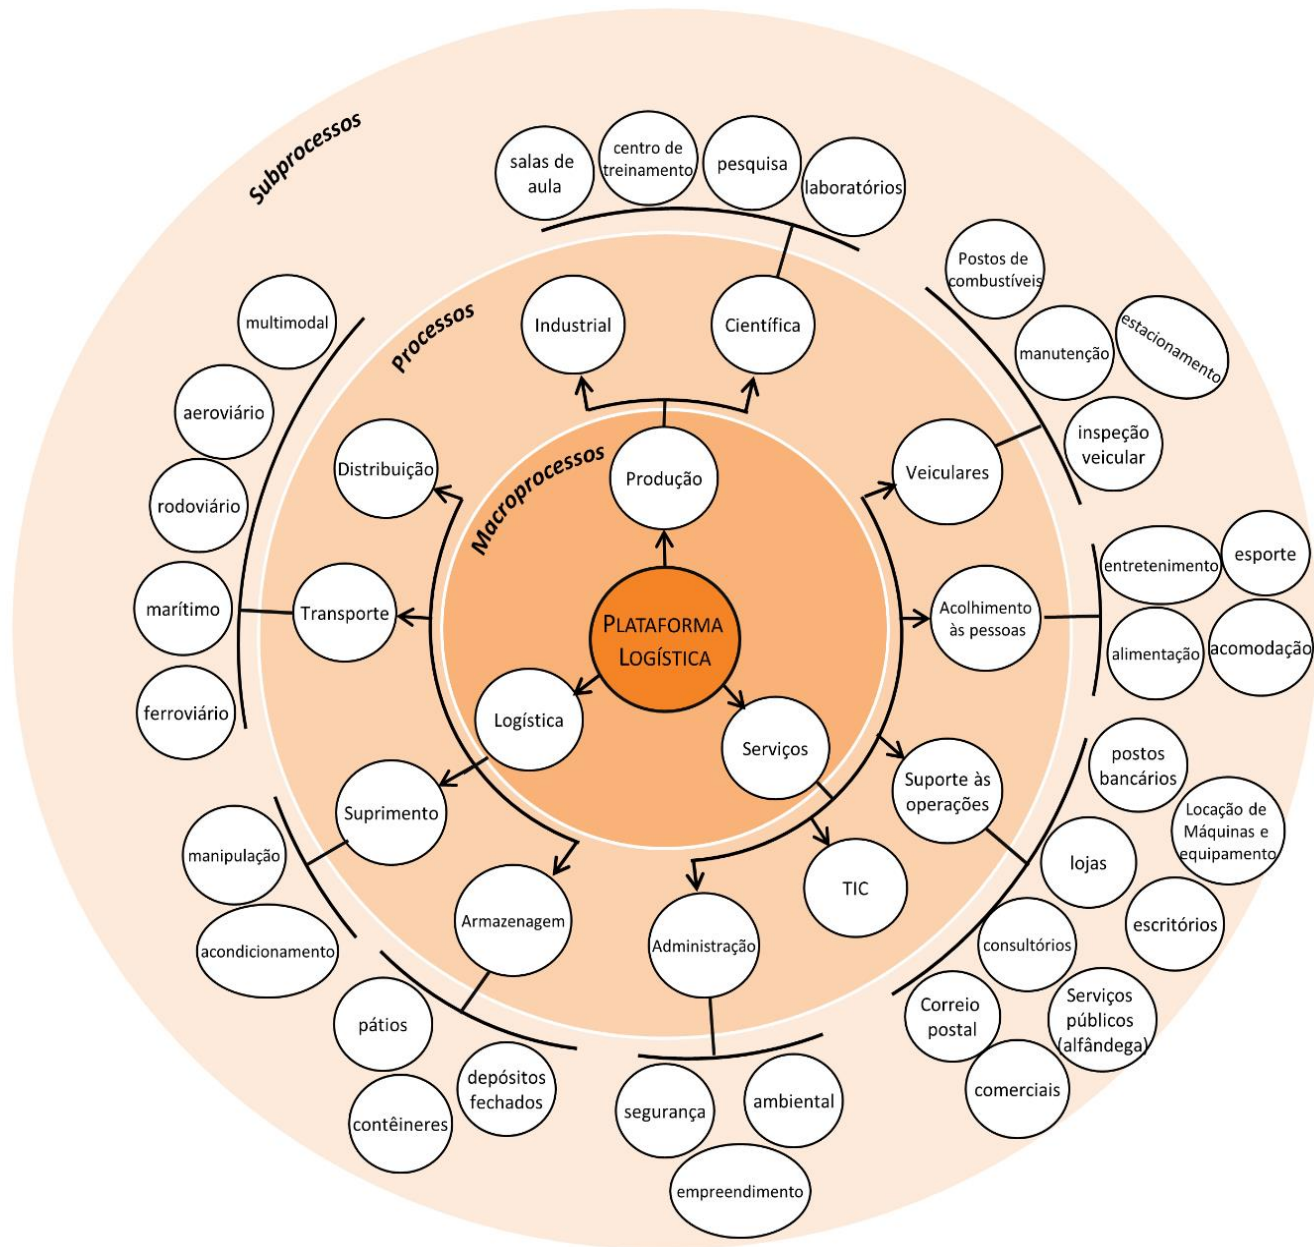 Subprocessos
salas de
aula
centro de
treinamento
pesquisa
laboratórios
Postos de
combustíveis
manutenção
estacionamento
inspeção
veicular
multimodal
aeroviário
rodoviário
marítimo
ferroviário
Processos
Industrial
Científica
Distribuição
Veiculares
Transporte
Acolhimento
às pessoas
entretenimento
esporte
alimentação
acomodação
Macroprocessos
Produção
PLATAFORMA
LOGÍSTICA
Logística
Serviços
Suprimento
Suporte às
operações
postos
bancários
Locação de
Máquinas e
equipamento
lojas
escritórios
consultórios
Correio
postal
Serviços
públicos
(alfândega)
comerciais
manipulação
acondicionamento
Armazenagem
Administração
TIC
pátios
depósitos
fechados
contêineres
segurança
ambiental
empreendimento